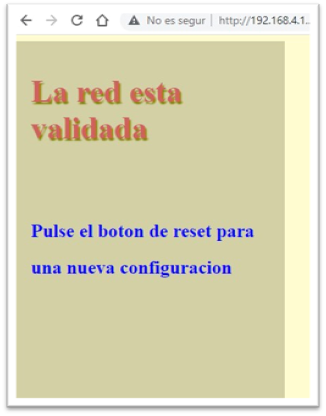 No es segur | http://192.168.4.1...
La red esta
validada
Pulse el boton de reset para
una nueva configuracion